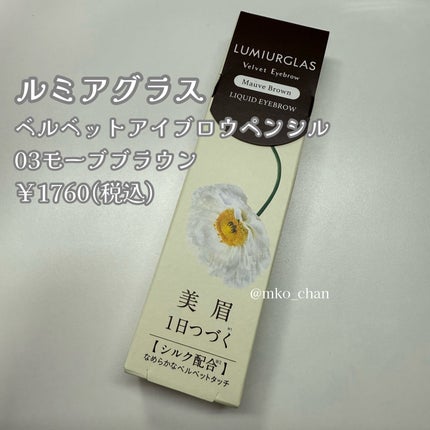 LUMIURGLAS
Velvet Eyebrow
Mauve Brown
LIQUID EYEBROW
ルミアグラス
ベルベットアイブロウペンシル
03モーブブラウン
￥1760(税込)
@mko_chan
美眉
1日つづく
【シルク配合】
なめらかなベルベットタッチ